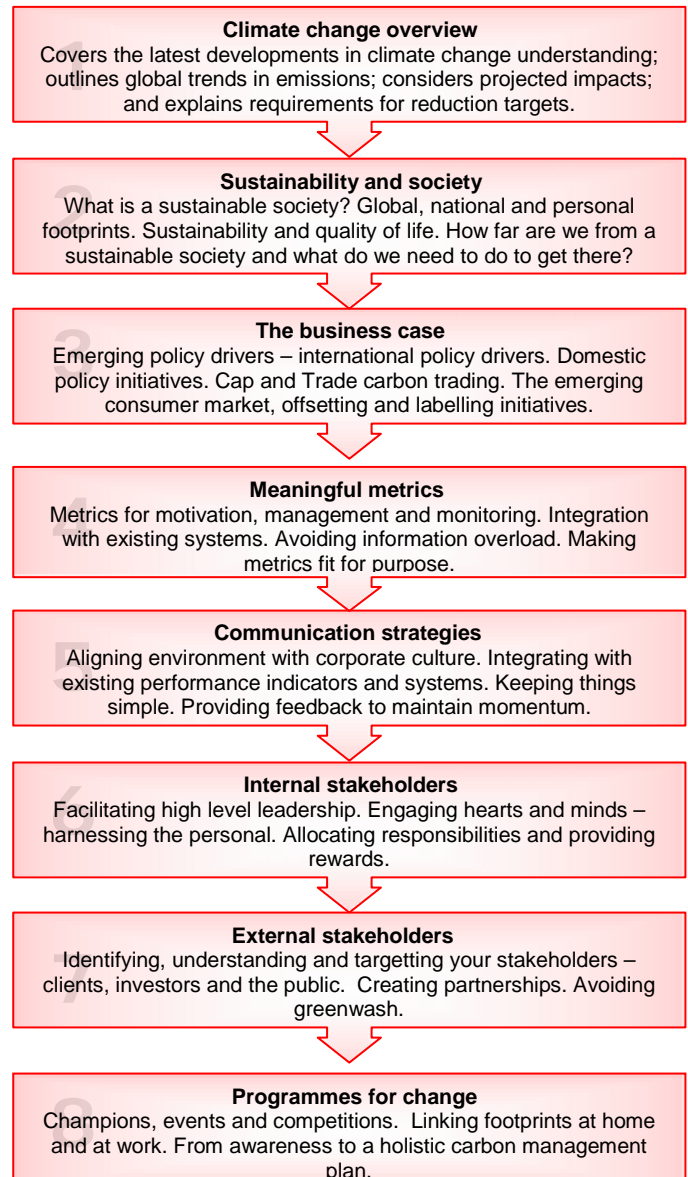 1
Climate change overview
Covers the latest developments in climate change understanding;
outlines global trends in emissions; considers projected impacts;
and explains requirements for reduction targets.
2
Sustainability and society
What is a sustainable society? Global, national and personal
footprints. Sustainability and quality of life. How far are we from a
sustainable society and what do we need to do to get there?
3
The business case
Emerging policy drivers – international policy drivers. Domestic
policy initiatives. Cap and Trade carbon trading. The emerging
consumer market, offsetting and labelling initiatives.
4
Meaningful metrics
Metrics for motivation, management and monitoring. Integration
with existing systems. Avoiding information overload. Making
metrics fit for purpose.
5
Communication strategies
Aligning environment with corporate culture. Integrating with
existing performance indicators and systems. Keeping things
simple. Providing feedback to maintain momentum.
6
Internal stakeholders
Facilitating high level leadership. Engaging hearts and minds –
harnessing the personal. Allocating responsibilities and providing
rewards.
7
External stakeholders
Identifying, understanding and targetting your stakeholders –
clients, investors and the public.  Creating partnerships. Avoiding
greenwash.
8
Programmes for change
Champions, events and competitions.  Linking footprints at home
and at work. From awareness to a holistic carbon management
plan.